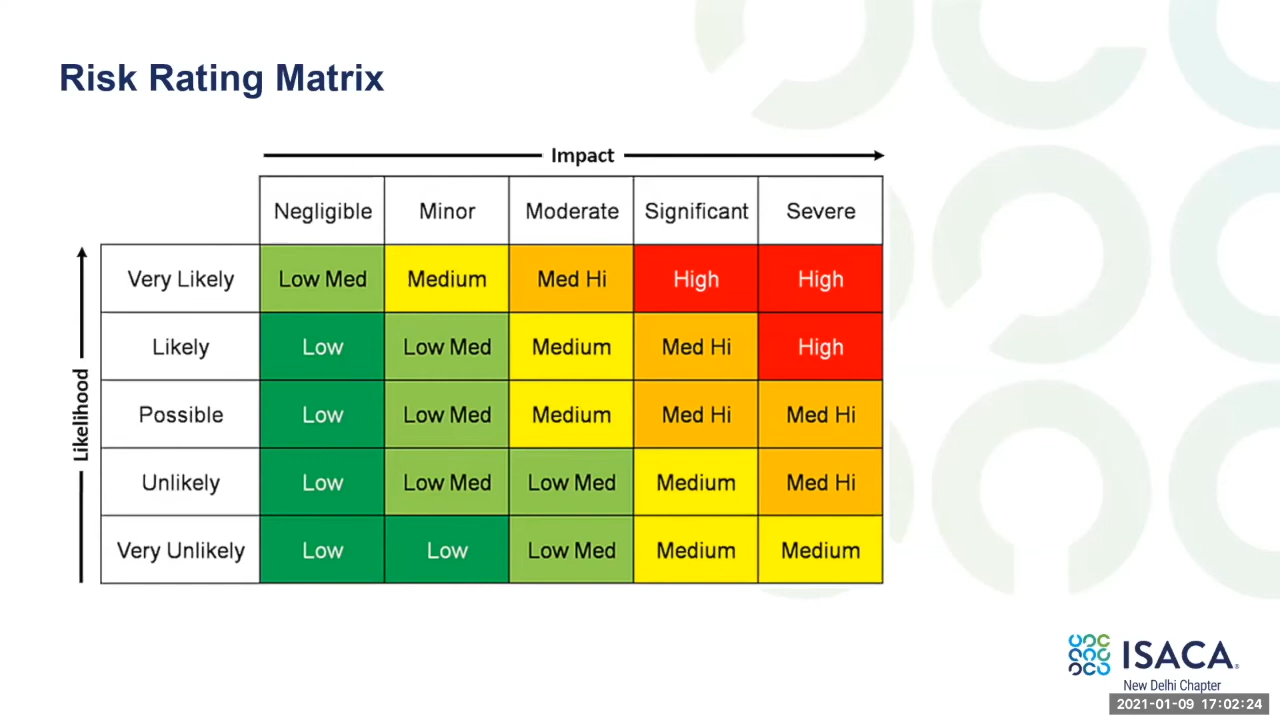 Risk Rating Matrix
Impact
Negligible Minor Moderate Significant Severe
Likelihood
Very Likely Low Med Medium Med Hi High High
Likely Low Low Med Medium Med Hi High
Possible Low Low Med Medium Med Hi Med Hi
Unlikely Low Low Med Low Med Medium Med Hi
Very Unlikely Low Low Low Med Medium Medium
ISACA®
New Delhi Chapter
2021-01-09 17:02:24